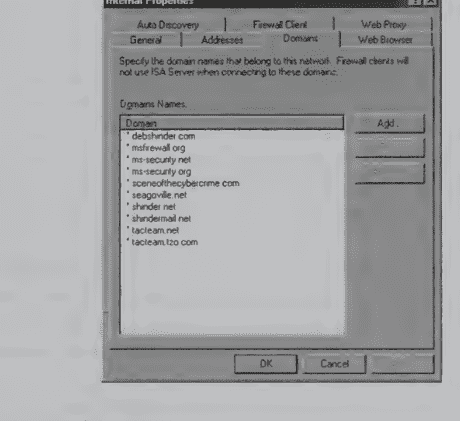 Internal Properties
Auto Discovery Firewall Client Web Proxy
General Addresses Domains Web Browser
Specify the domain names that belong to this network. Firewall clients will
not use ISA Server when connecting to these domains.
Domains Names:
Domain
*.debshinder.com
*.msfirewall.org
*.ms-security.net
*.ms-security.org
*.sceneofthecybercrime.com
*.seagoville.net
*.shinder.net
*.shindermail.net
*.tacteam.net
*.tacteam.tzo.com
Add...
OK Cancel